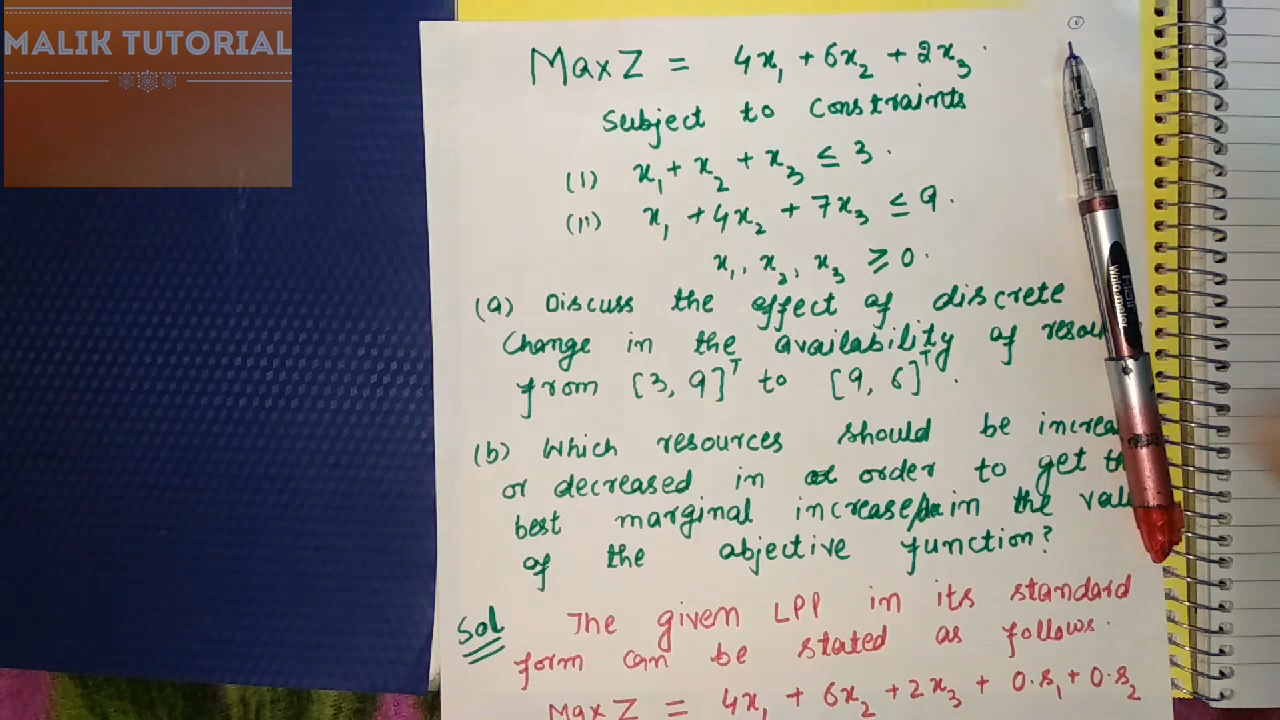 MALIK TUTORIAL
Max Z = 4x₁ + 6x₂ + 2x₃.
Subject to constraints
(i) x₁ + x₂ + x₃ ≤ 3.
(ii) x₁ + 4x₂ + 7x₃ ≤ 9.
x₁, x₂, x₃ ≥ 0.
(a) Discuss the effect of discrete
change in the availability of
from [3, 9]ᵀ to [9, 6]ᵀ.
(b) Which resources should be
or decreased in order to get
best marginal increase in the
of the abjective function?
Sol The given LPP in its standard
form can be stated as follows.
Max Z = 4x₁ + 6x₂ + 2x₃ + 0.s₁ + 0.s₂